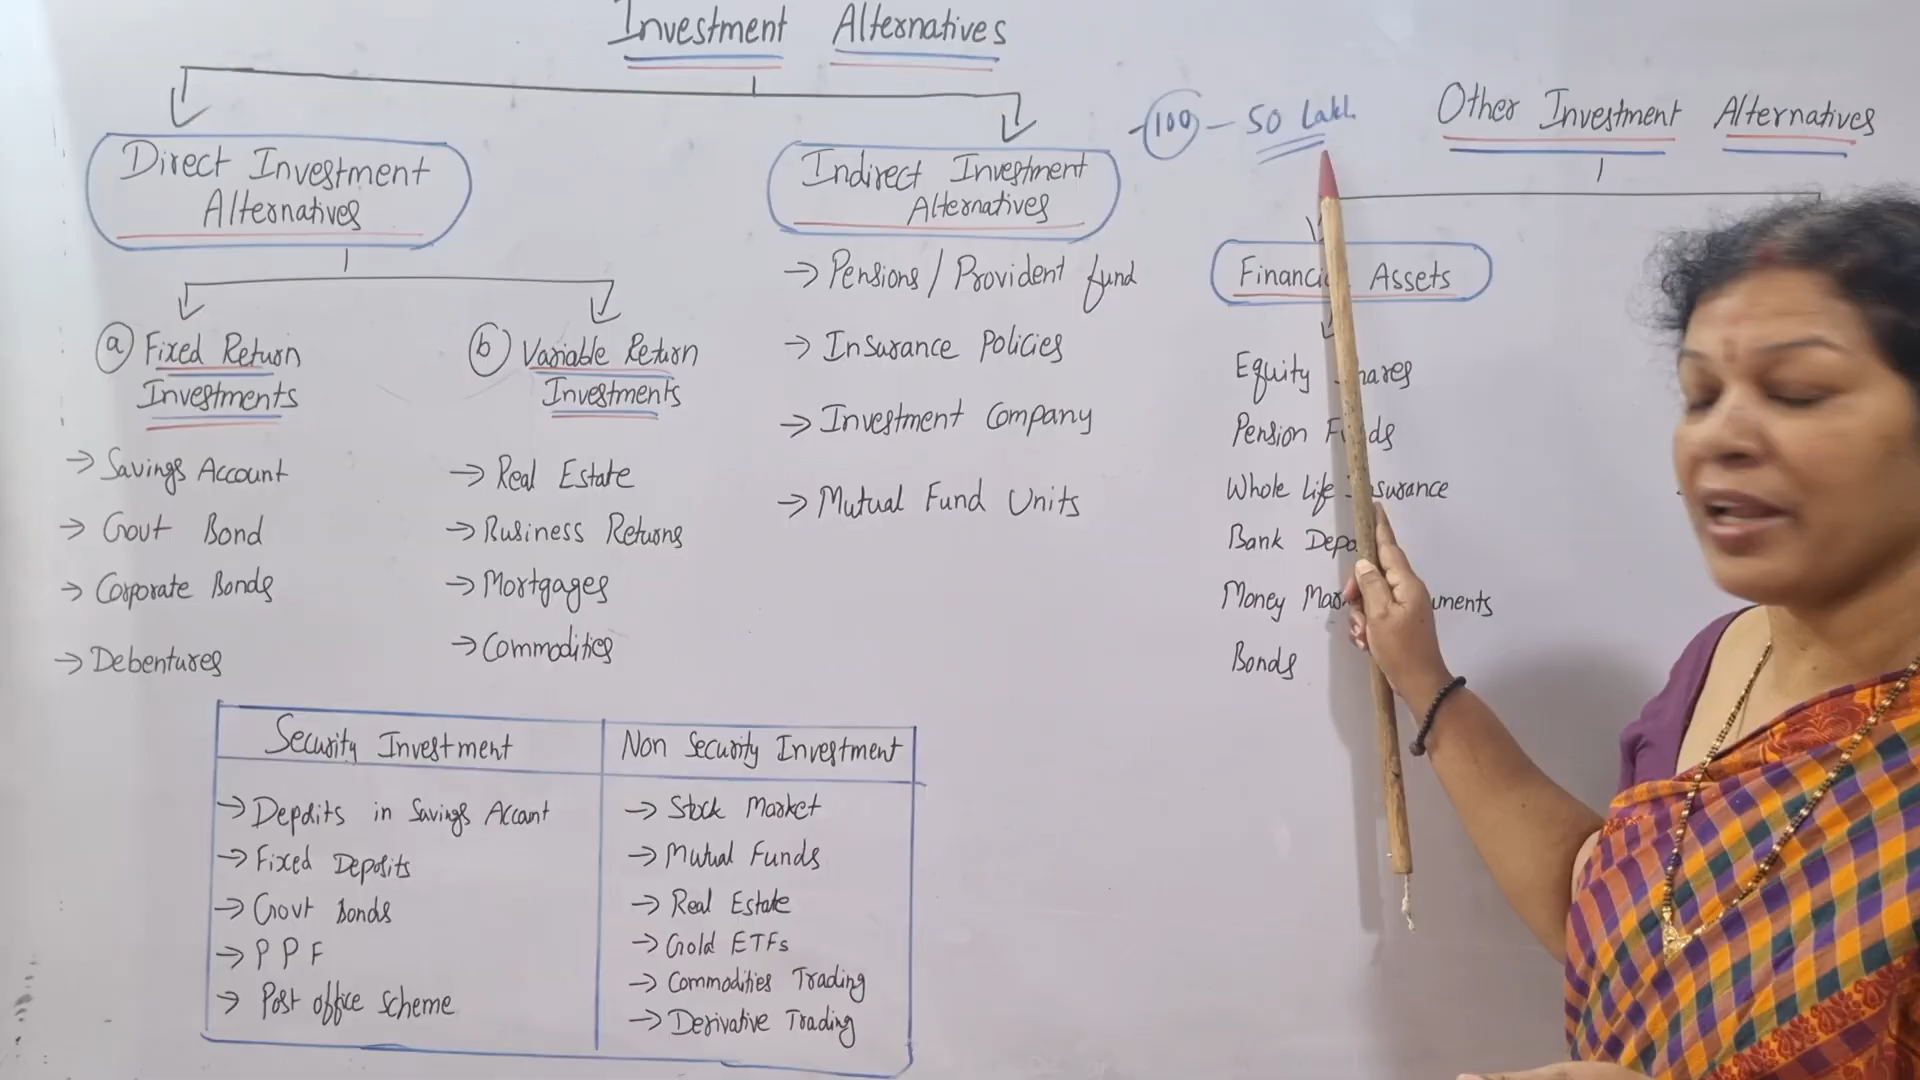 Investment Alternatives
Direct Investment
Alternatives
a Fixed Return
Investments
→ Savings Account
→ Govt Bond
→ Corporate Bonds
→ Debentures
b Variable Return
Investments
→ Real Estate
→ Business Returns
→ Mortgages
→ Commodities
Indirect Investment
Alternatives
→ Pensions / Provident fund
→ Insurance Policies
→ Investment Company
→ Mutual Fund Units
100 - 50 Lakh
Other Investment Alternatives
Financial Assets
Equity
Pension
Whole Life
Bank
Money
Bonds
Security Investment
→ Deposits in Savings Account
→ Fixed Deposits
→ Govt Bonds
→ P P F
→ Post office Scheme
Non Security Investment
→ Stock Market
→ Mutual Funds
→ Real Estate
→ Gold ETFs
→ Commodities Trading
→ Derivative Trading